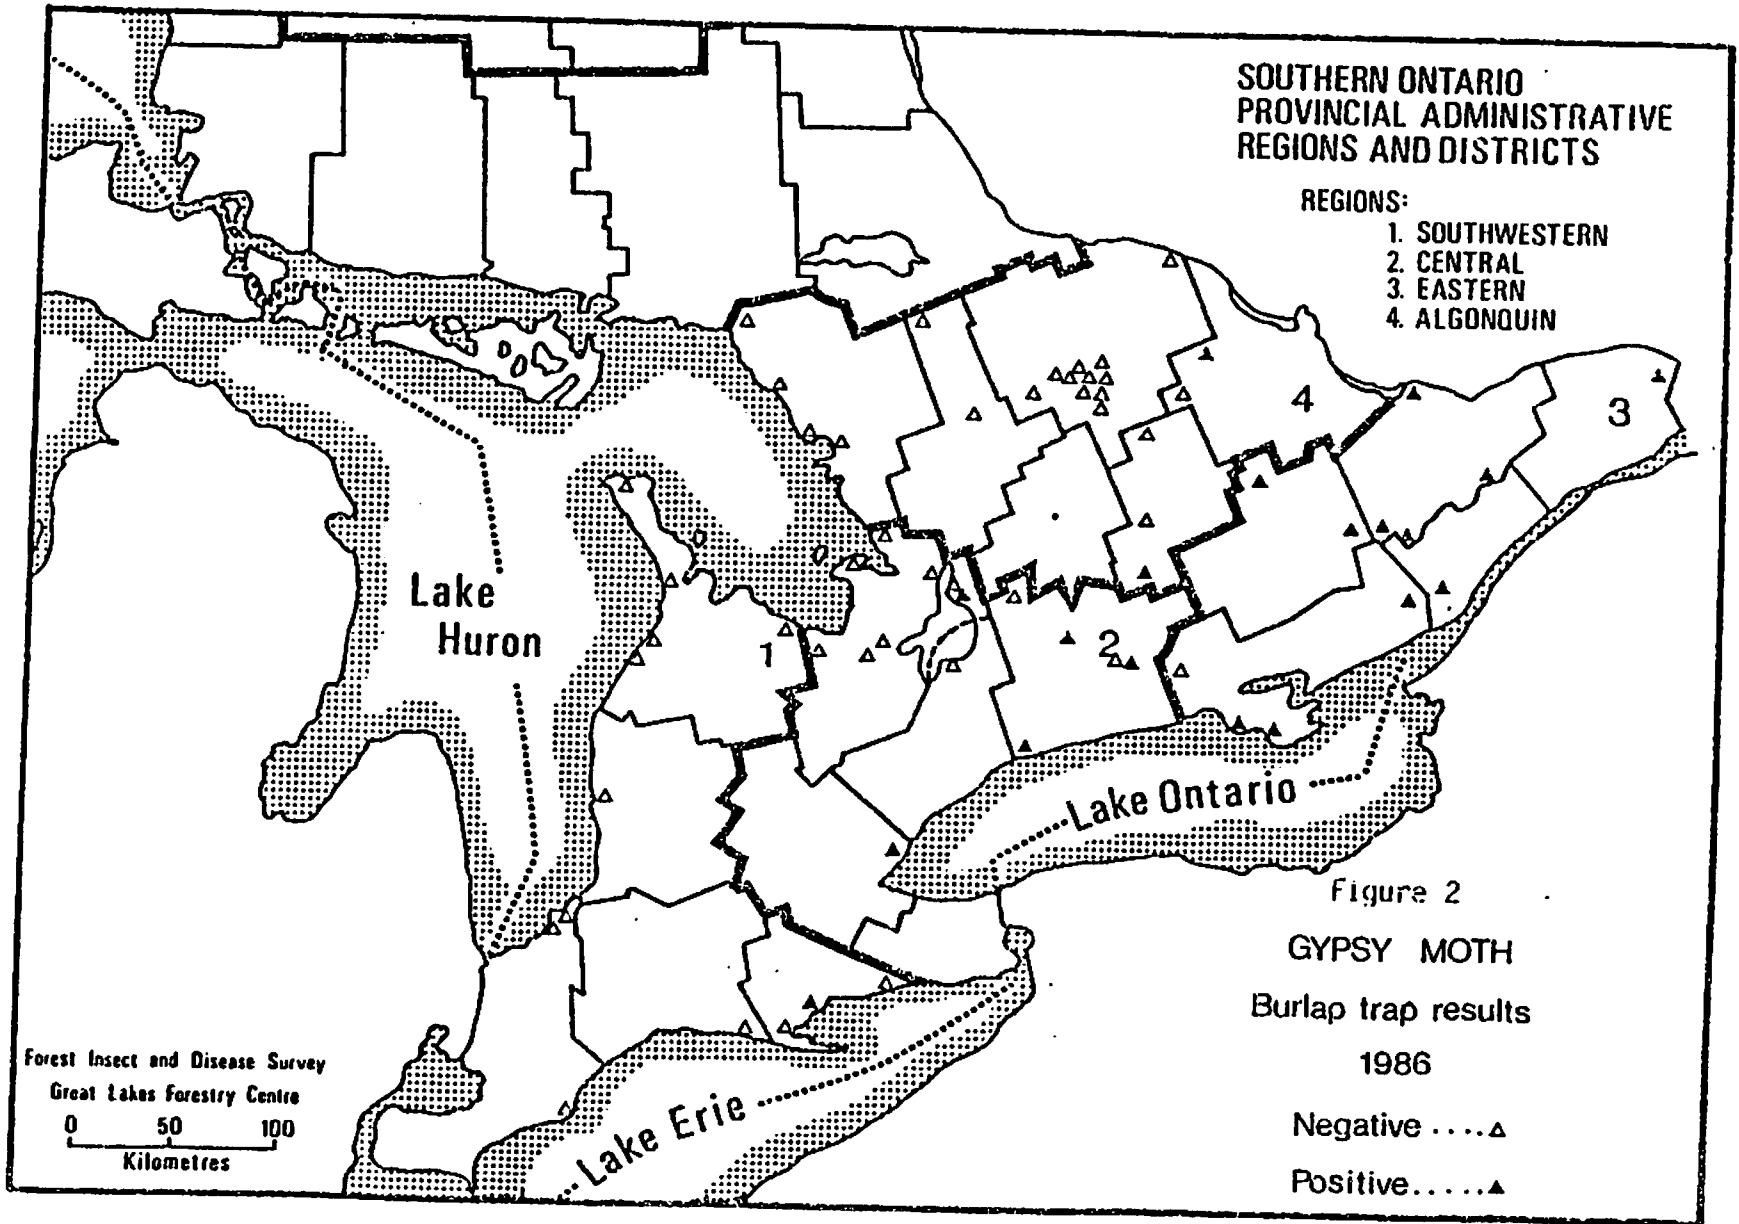 SOUTHERN ONTARIO
PROVINCIAL ADMINISTRATIVE
REGIONS AND DISTRICTS
REGIONS:
1. SOUTHWESTERN
2. CENTRAL
3. EASTERN
4. ALGONQUIN
4
3
Lake
Huron
1
2
Lake Ontario
Figure 2
GYPSY MOTH
Burlap trap results
1986
Negative....△
Positive.....▲
Lake Erie
Forest Insect and Disease Survey
Great Lakes Forestry Centre
0 50 100
Kilometres